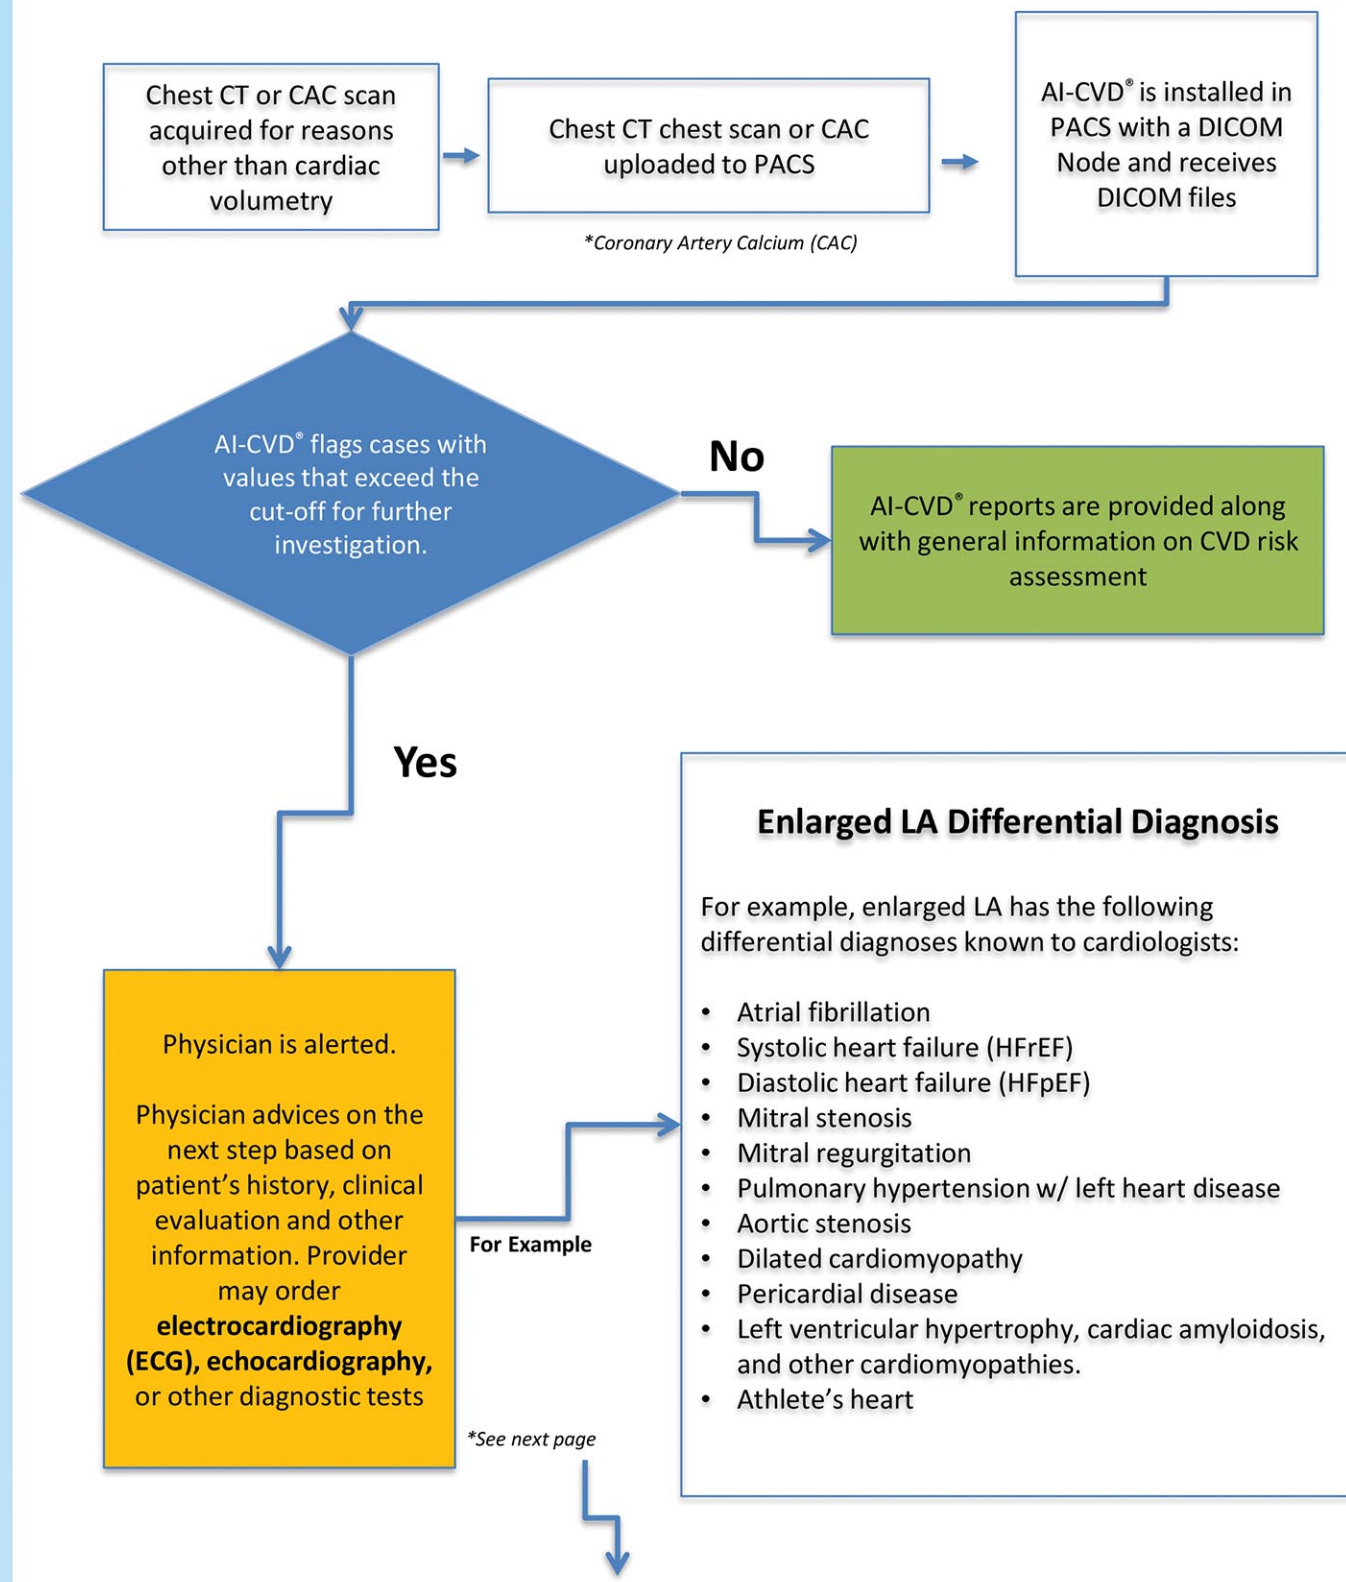 Chest CT or CAC scan
acquired for reasons
other than cardiac
volumetry
Chest CT chest scan or CAC
uploaded to PACS
*Coronary Artery Calcium (CAC)
AI-CVD® is installed in
PACS with a DICOM
Node and receives
DICOM files
AI-CVD® flags cases with
values that exceed the
cut-off for further
investigation.
No
AI-CVD® reports are provided along
with general information on CVD risk
assessment
Yes
Physician is alerted.
Physician advices on the
next step based on
patient’s history, clinical
evaluation and other
information. Provider
may order
electrocardiography
(ECG), echocardiography,
or other diagnostic tests
For Example
*See next page
Enlarged LA Differential Diagnosis
For example, enlarged LA has the following
differential diagnoses known to cardiologists:
• Atrial fibrillation
• Systolic heart failure (HFrEF)
• Diastolic heart failure (HFpEF)
• Mitral stenosis
• Mitral regurgitation
• Pulmonary hypertension w/ left heart disease
• Aortic stenosis
• Dilated cardiomyopathy
• Pericardial disease
• Left ventricular hypertrophy, cardiac amyloidosis,
and other cardiomyopathies.
• Athlete’s heart